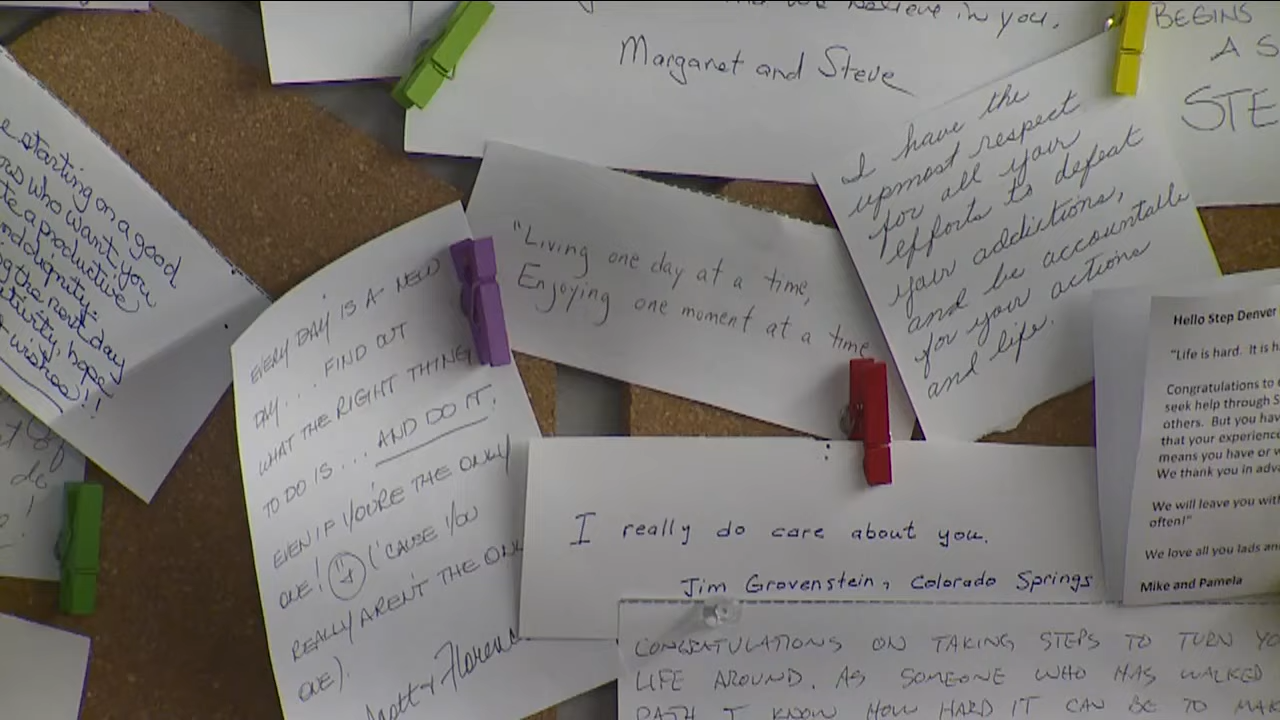 believe in you.
Margaret and Steve
BEGINS
A S
STE
starting on a good
who want you
te a productive
and dignity.
the next day
hope
wishes!!
EVERY DAY IS A NEW
DAY... FIND OUT
WHAT THE RIGHT THING
TO DO IS... AND DO IT!
EVEN IF YOU'RE THE ONLY
ONE! ('CAUSE YOU
REALLY AREN'T THE ONL
ONE).
"Living one day at a time,
Enjoying one moment at a time
I have the
upmost respect
for all your
efforts to defeat
your addictions,
and be accountable
for your actions
and life.
Hello Step Denver
"Life is hard. It is h
Congratulations to
seek help through S
others. But you hav
that your experienc
means you have or w
We thank you in adva
We will leave you wit
often!"
We love all you lads an
Mike and Pamela
I really do care about you.
Jim Grovenstein, Colorado Springs
CONGRATULATIONS ON TAKING STEPS TO TURN YO
LIFE AROUND. AS SOMEONE WHO HAS WALKED
PATH I KNOW HOW HARD IT CAN BE TO MAK